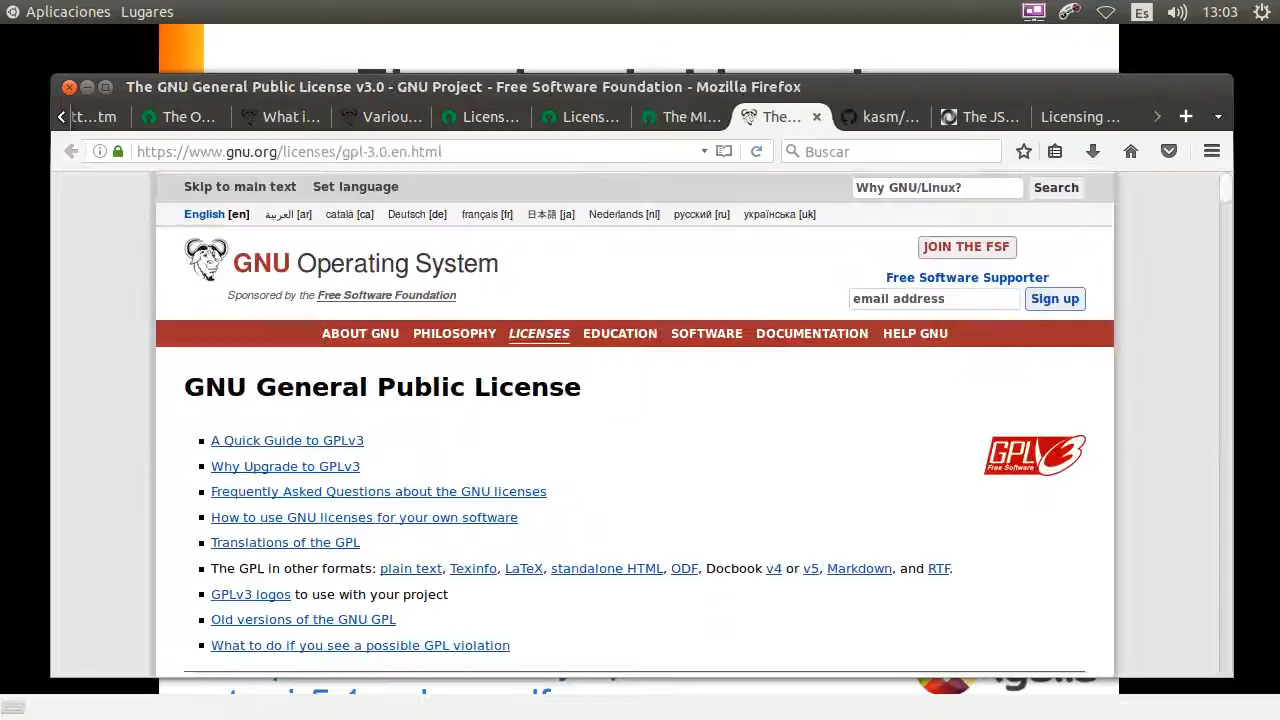 Aplicaciones Lugares
Es 13:03
The GNU General Public License v3.0 - GNU Project - Free Software Foundation - Mozilla Firefox
tt...tm The O... What i... Variou... Licens... Licens... The MI... The... kasm/... The JS... Licensing ...
https://www.gnu.org/licenses/gpl-3.0.en.html Buscar
Skip to main text Set language Why GNU/Linux? Search
English [en] العربية [ar] català [ca] Deutsch [de] français [fr] 日本語 [ja] Nederlands [nl] русский [ru] українська [uk]
JOIN THE FSF
GNU Operating System
Free Software Supporter
Sponsored by the Free Software Foundation
email address Sign up
ABOUT GNU PHILOSOPHY LICENSES EDUCATION SOFTWARE DOCUMENTATION HELP GNU
GNU General Public License
A Quick Guide to GPLv3
GPLv3
Free Software
Why Upgrade to GPLv3
Frequently Asked Questions about the GNU licenses
How to use GNU licenses for your own software
Translations of the GPL
The GPL in other formats: plain text, Texinfo, LaTeX, standalone HTML, ODF, Docbook v4 or v5, Markdown, and RTF.
GPLv3 logos to use with your project
Old versions of the GNU GPL
What to do if you see a possible GPL violation